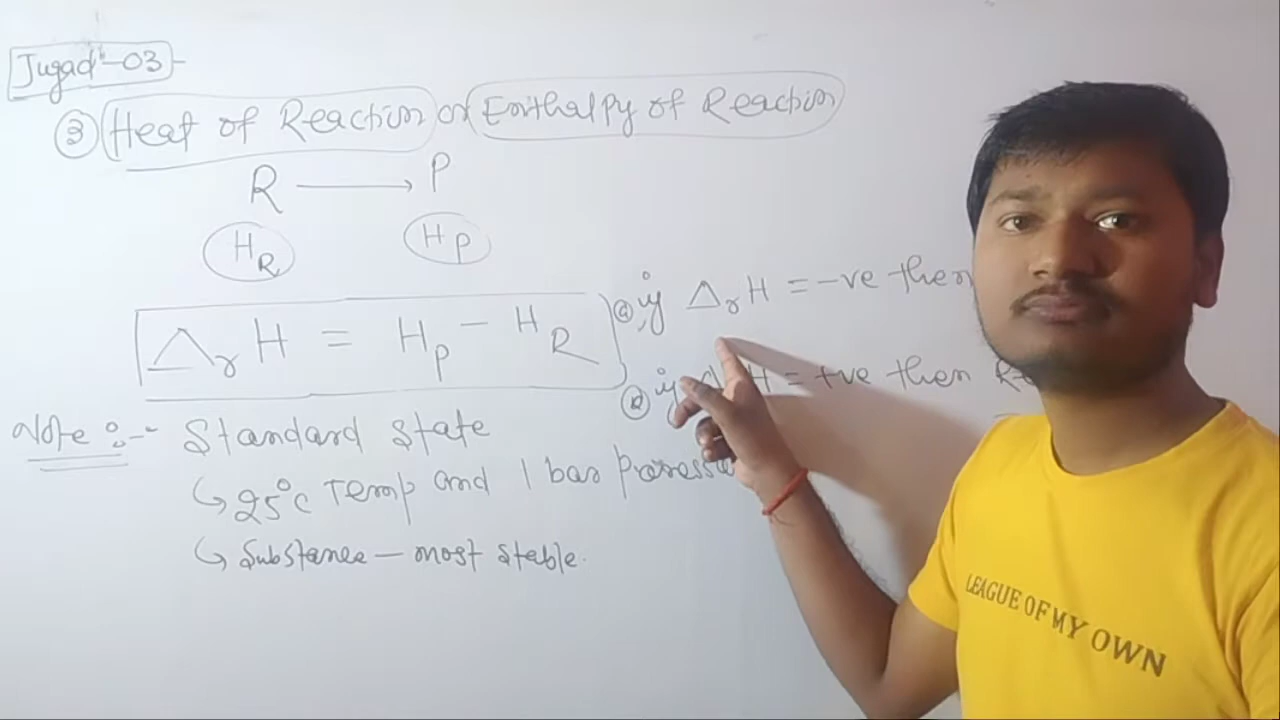 Jugad-03
③ Heat of Reaction or Enthalpy of Reaction
R → P
H_R H_P
Δ_r H = H_P - H_R
ⓐ if Δ_r H = -ve then
if H = +ve then
Note :- Standard State
↳ 25°C Temp and 1 bar
↳ Substance - most stable.
LEAGUE OF MY OWN